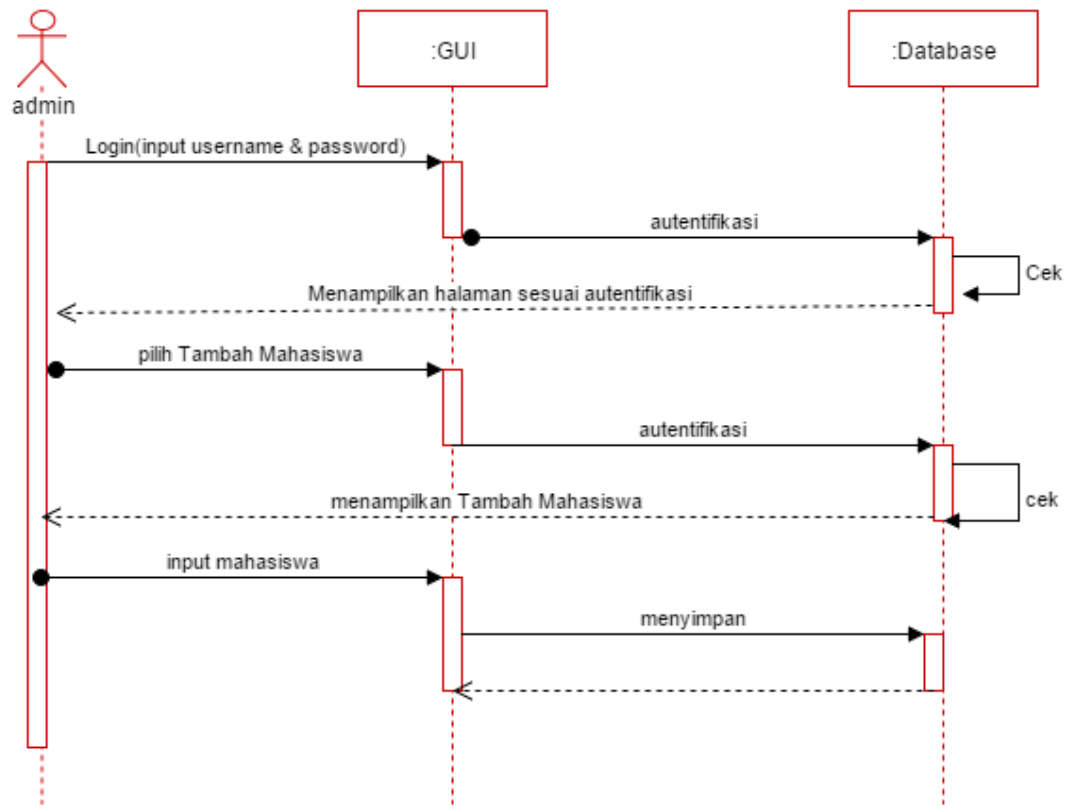 admin
:GUI
:Database
Login(input username & password)
autentifikasi
Cek
Menampilkan halaman sesuai autentifikasi
pilih Tambah Mahasiswa
autentifikasi
cek
menampilkan Tambah Mahasiswa
input mahasiswa
menyimpan